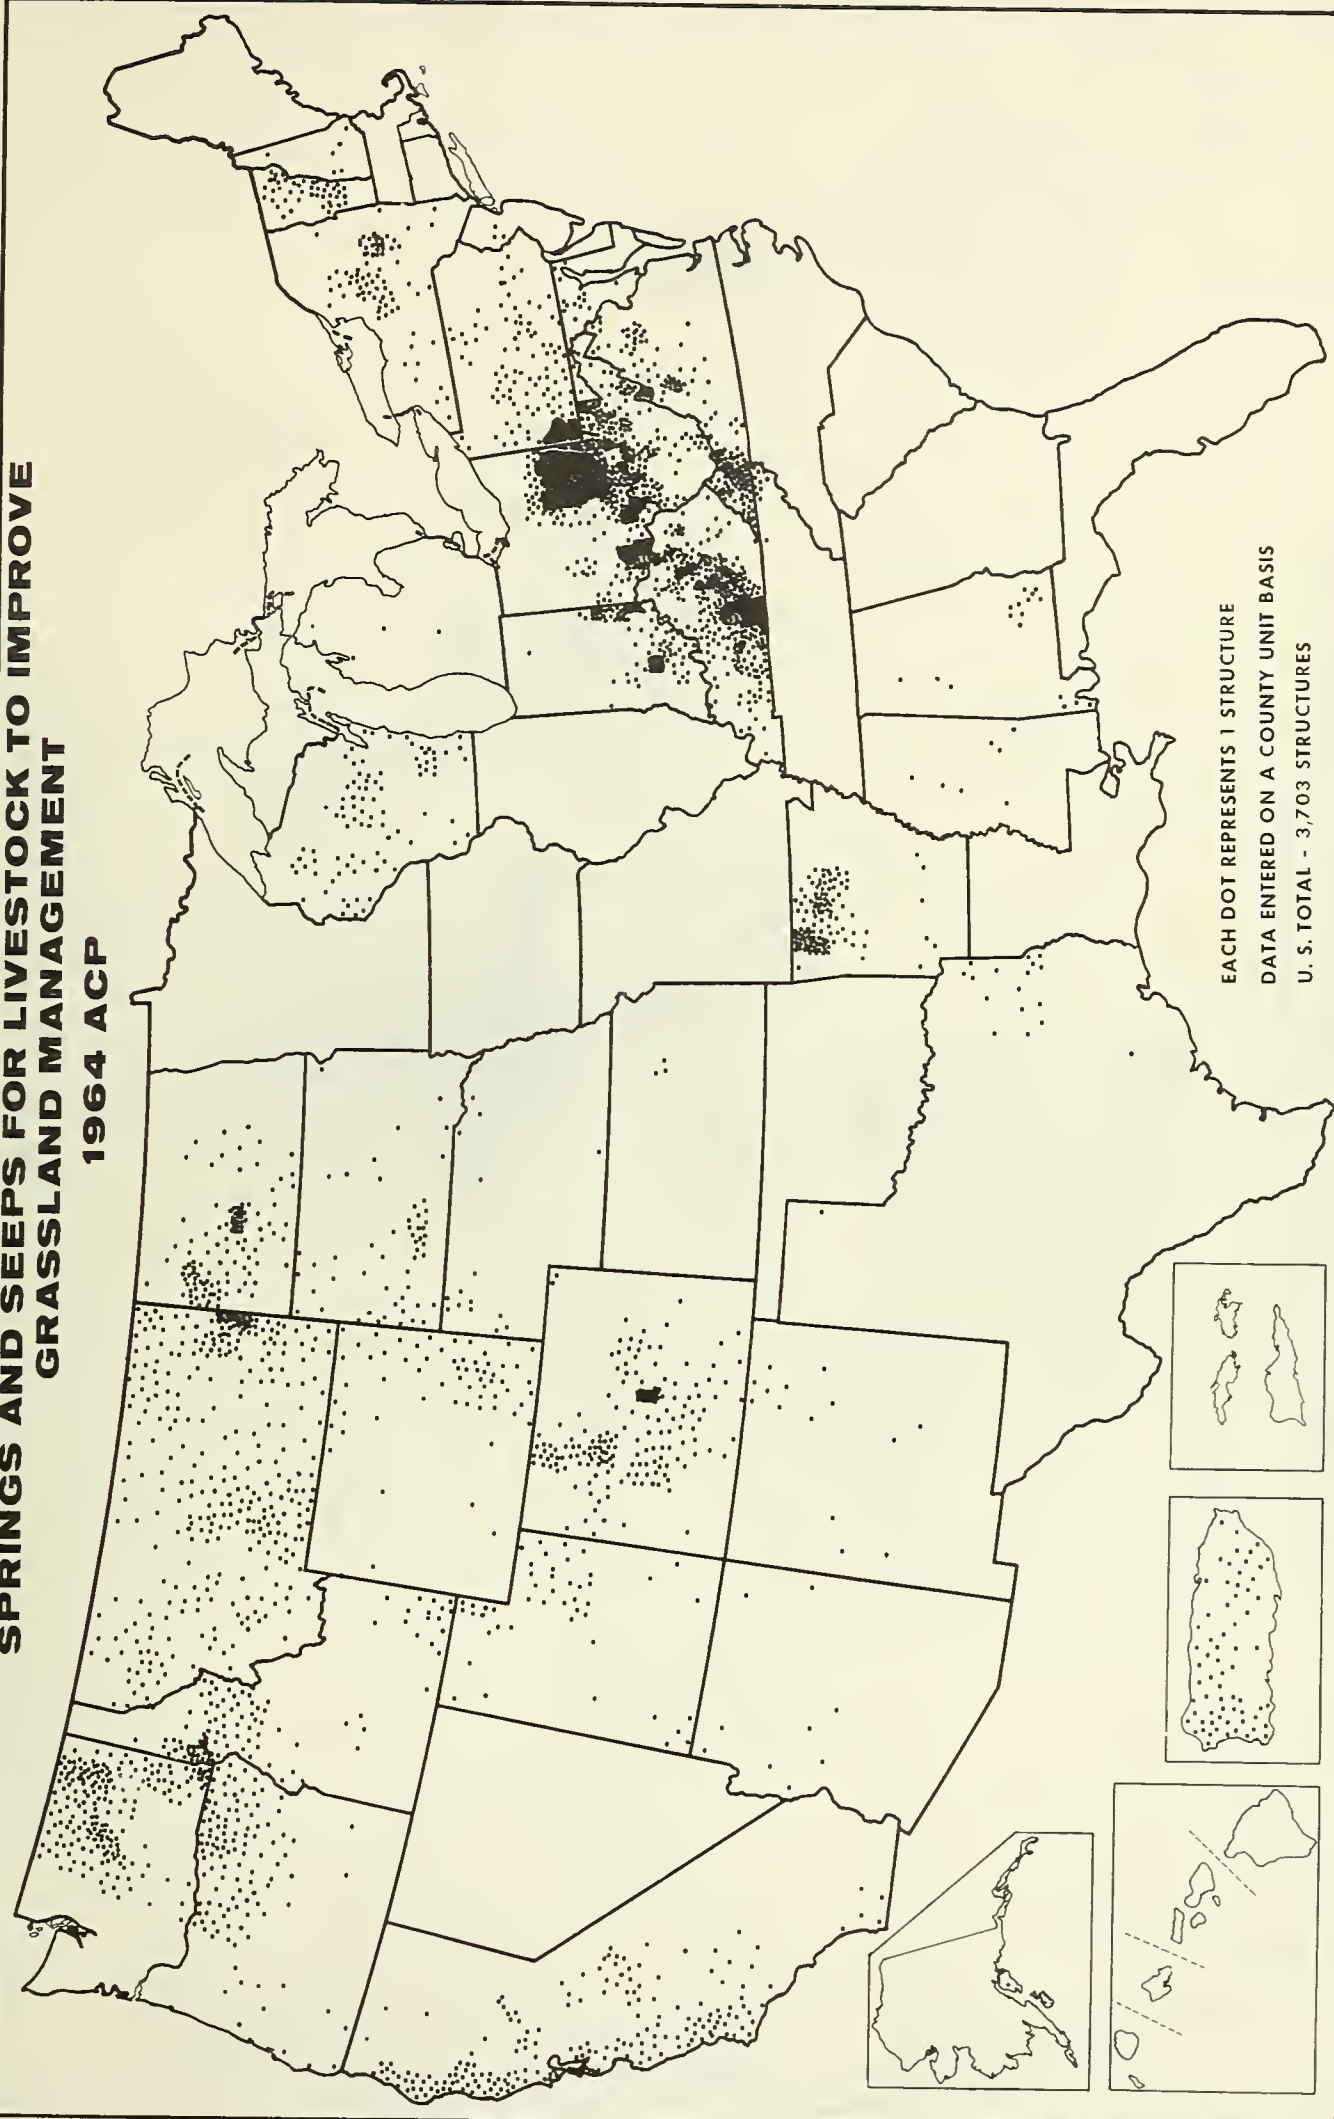 SPRINGS AND SEEPS FOR LIVESTOCK TO IMPROVE
GRASSLAND MANAGEMENT
1964 ACP
EACH DOT REPRESENTS 1 STRUCTURE
DATA ENTERED ON A COUNTY UNIT BASIS
U. S. TOTAL - 3,703 STRUCTURES